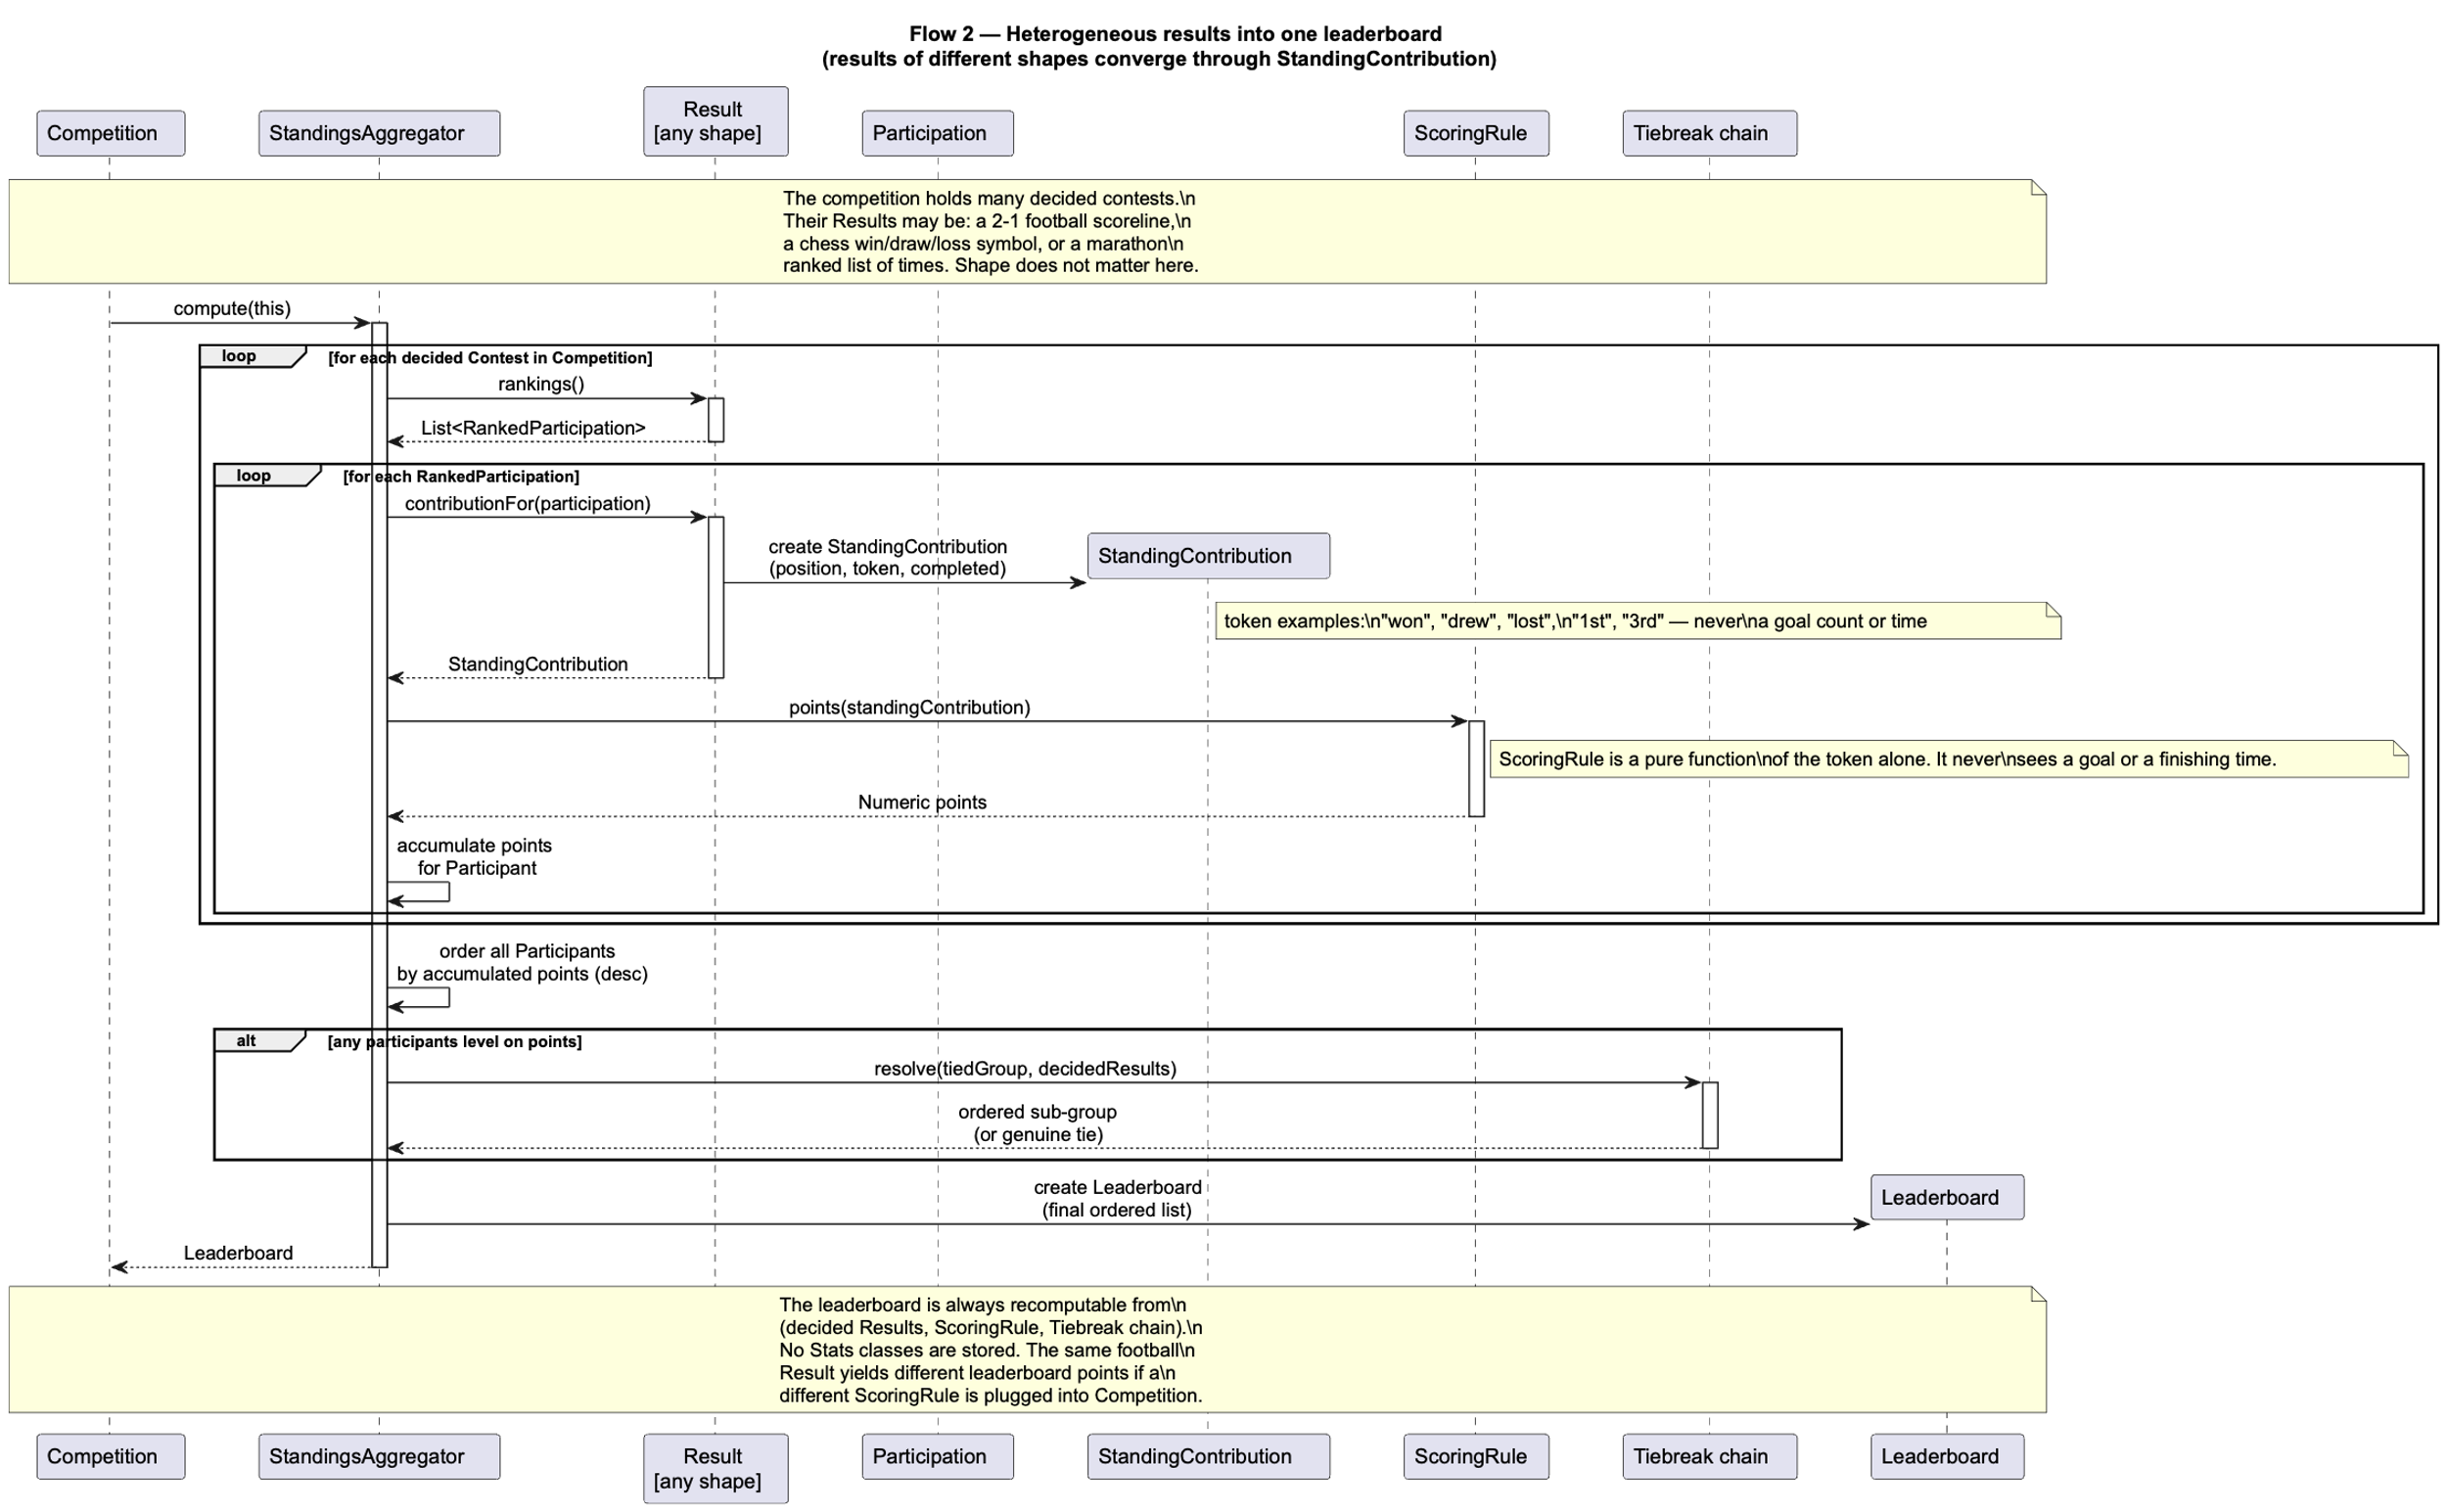 Flow 2 — Heterogeneous results into one leaderboard
(results of different shapes converge through StandingContribution)
Competition
StandingsAggregator
Result
[any shape]
Participation
ScoringRule
Tiebreak chain
The competition holds many decided contests.\n
Their Results may be: a 2-1 football scoreline,\n
a chess win/draw/loss symbol, or a marathon\n
ranked list of times. Shape does not matter here.
compute(this)
loop
[for each decided Contest in Competition]
rankings()
List<RankedParticipation>
loop
[for each RankedParticipation]
contributionFor(participation)
create StandingContribution
(position, token, completed)
StandingContribution
token examples:\n"won", "drew", "lost",\n"1st", "3rd" — never\na goal count or time
StandingContribution
points(standingContribution)
ScoringRule is a pure function\nof the token alone. It never\nsees a goal or a finishing time.
Numeric points
accumulate points
for Participant
order all Participants
by accumulated points (desc)
alt
[any participants level on points]
resolve(tiedGroup, decidedResults)
ordered sub-group
(or genuine tie)
create Leaderboard
(final ordered list)
Leaderboard
Leaderboard
The leaderboard is always recomputable from\n
(decided Results, ScoringRule, Tiebreak chain).\n
No Stats classes are stored. The same football\n
Result yields different leaderboard points if a\n
different ScoringRule is plugged into Competition.
Competition
StandingsAggregator
Result
[any shape]
Participation
StandingContribution
ScoringRule
Tiebreak chain
Leaderboard